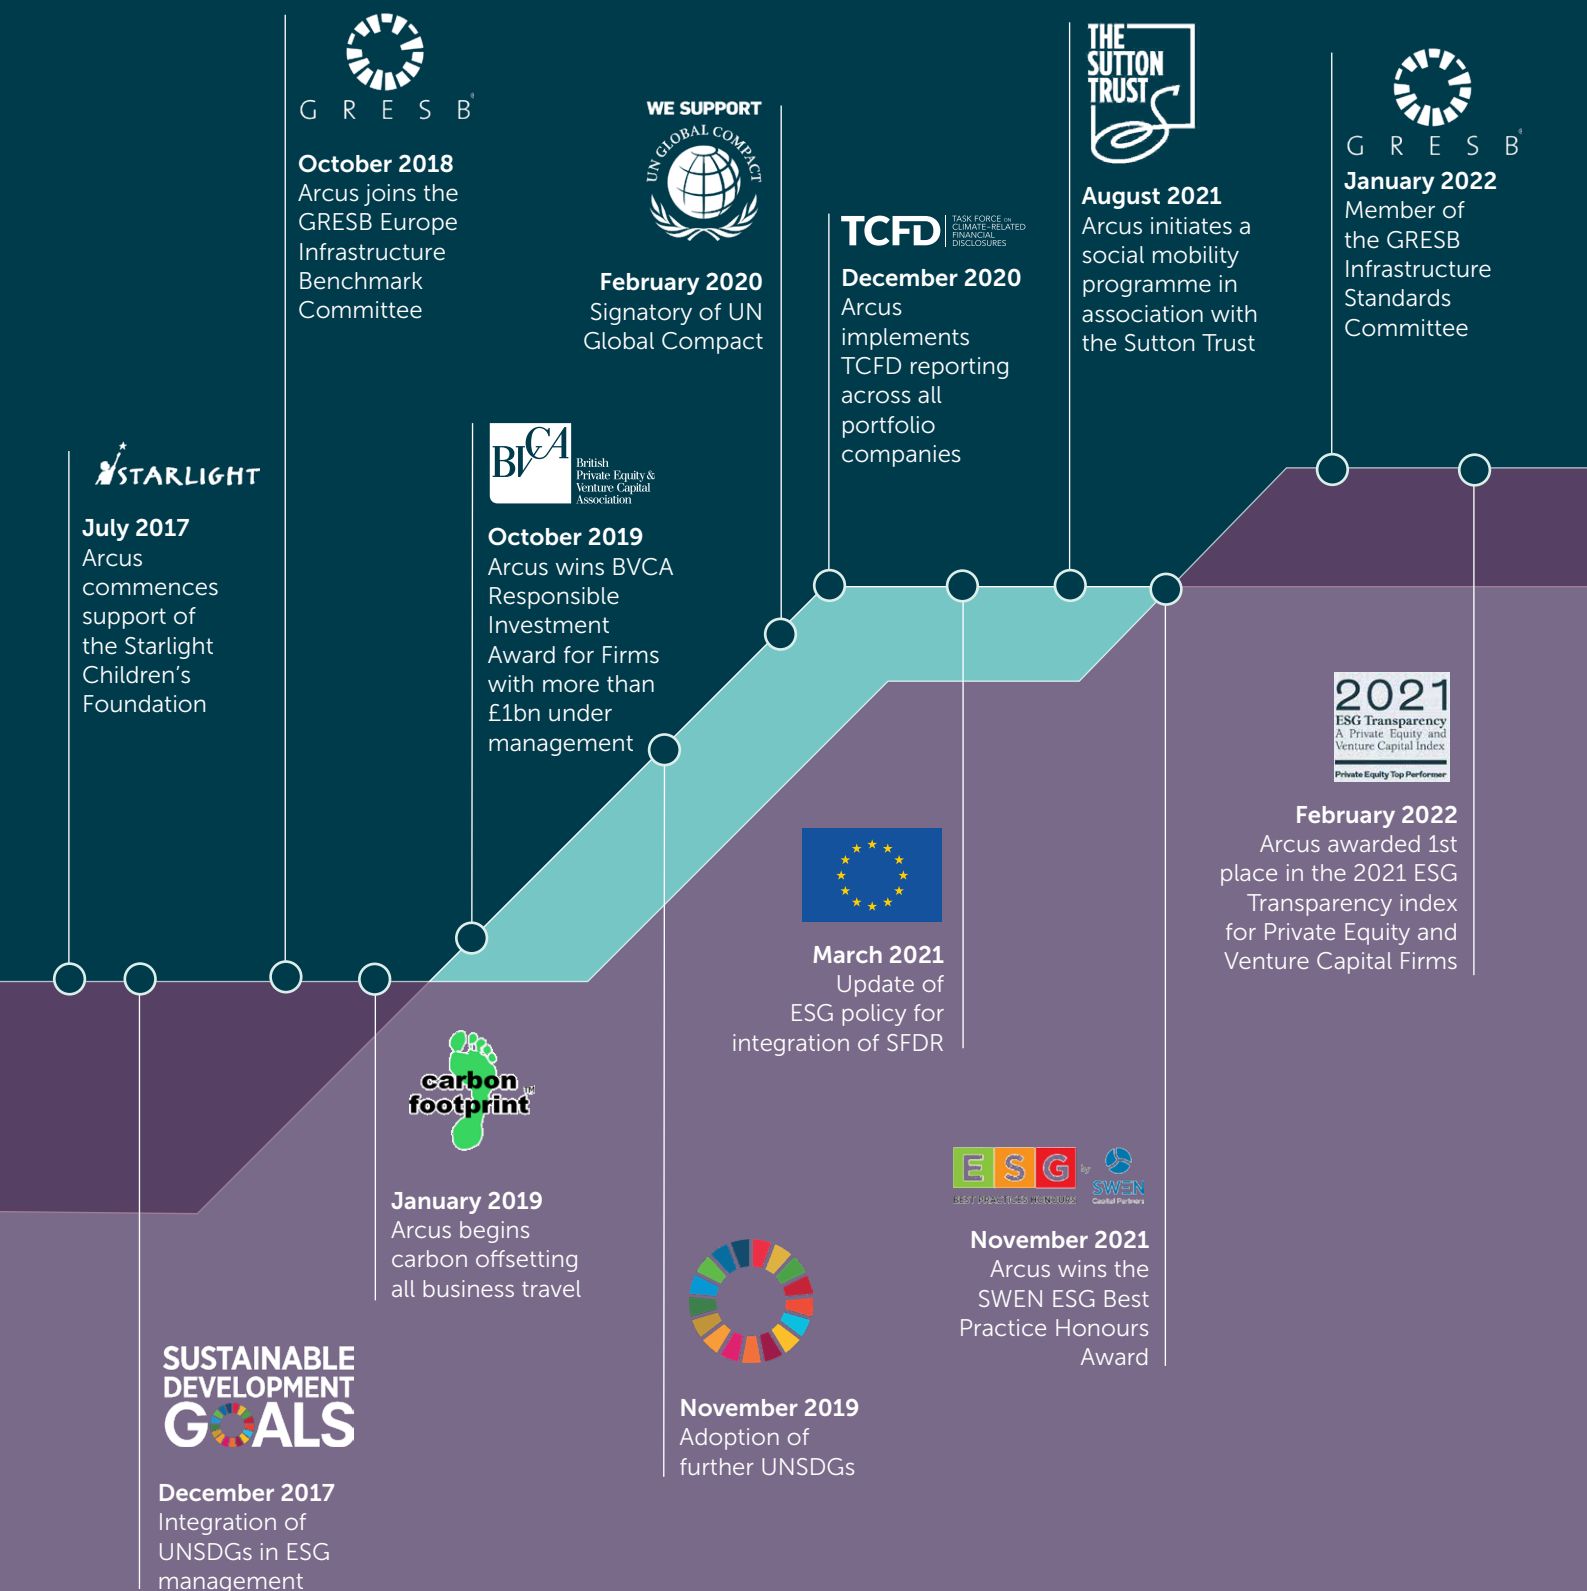 GRESB
October 2018
Arcus joins the
GRESB Europe
Infrastructure
Benchmark
Committee
WE SUPPORT
UN GLOBAL COMPACT
February 2020
Signatory of UN
Global Compact
TCFD
TASK FORCE ON
CLIMATE-RELATED
FINANCIAL
DISCLOSURES
December 2020
Arcus
implements
TCFD reporting
across all
portfolio
companies
THE
SUTTON
TRUST
August 2021
Arcus initiates a
social mobility
programme in
association with
the Sutton Trust
GRESB
January 2022
Member of
the GRESB
Infrastructure
Standards
Committee
STARLIGHT
July 2017
Arcus
commences
support of
the Starlight
Children’s
Foundation
BVCA
British
Private Equity &
Venture Capital
Association
October 2019
Arcus wins BVCA
Responsible
Investment
Award for Firms
with more than
£1bn under
management
2021
ESG Transparency
A Private Equity and
Venture Capital Index
Private Equity Top Performer
February 2022
Arcus awarded 1st
place in the 2021 ESG
Transparency index
for Private Equity and
Venture Capital Firms
March 2021
Update of
ESG policy for
integration of SFDR
carbon
footprint™
January 2019
Arcus begins
carbon offsetting
all business travel
ESG by
BEST PRACTICES HONOURS
SWEN
Capital Partners
November 2021
Arcus wins the
SWEN ESG Best
Practice Honours
Award
November 2019
Adoption of
further UNSDGs
SUSTAINABLE
DEVELOPMENT
GOALS
December 2017
Integration of
UNSDGs in ESG
management